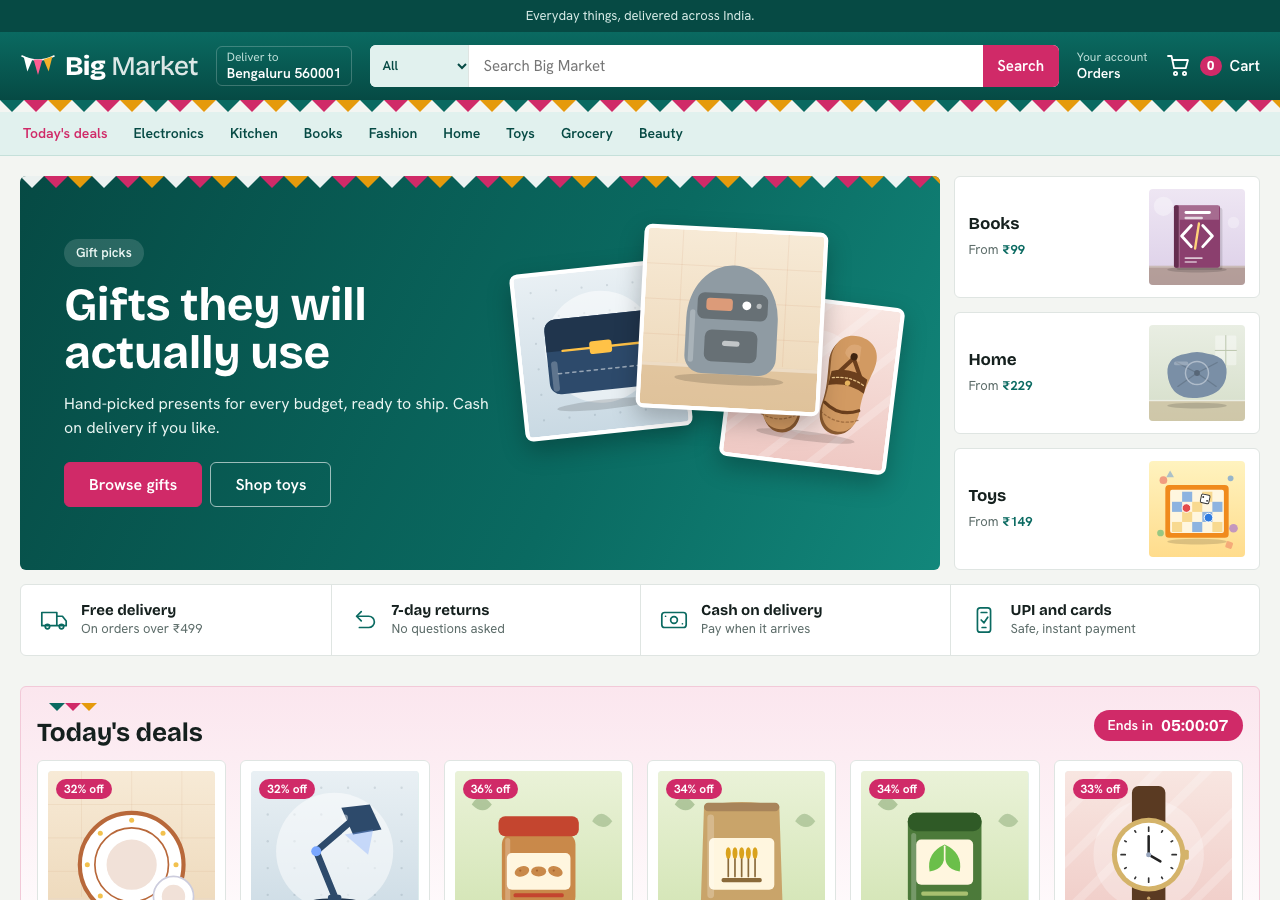 Everyday things, delivered across India.
Big Market
Deliver to
Bengaluru 560001
All
Search Big Market
Search
Your account
Orders
0
Cart
Today's deals
Electronics
Kitchen
Books
Fashion
Home
Toys
Grocery
Beauty
Gift picks
Gifts they will
actually use
Hand-picked presents for every budget, ready to ship. Cash
on delivery if you like.
Browse gifts
Shop toys
Books
From ₹99
Home
From ₹229
Toys
From ₹149
Free delivery
On orders over ₹499
7-day returns
No questions asked
Cash on delivery
Pay when it arrives
UPI and cards
Safe, instant payment
Today's deals
Ends in 05:00:07
32% off
32% off
36% off
34% off
34% off
33% off